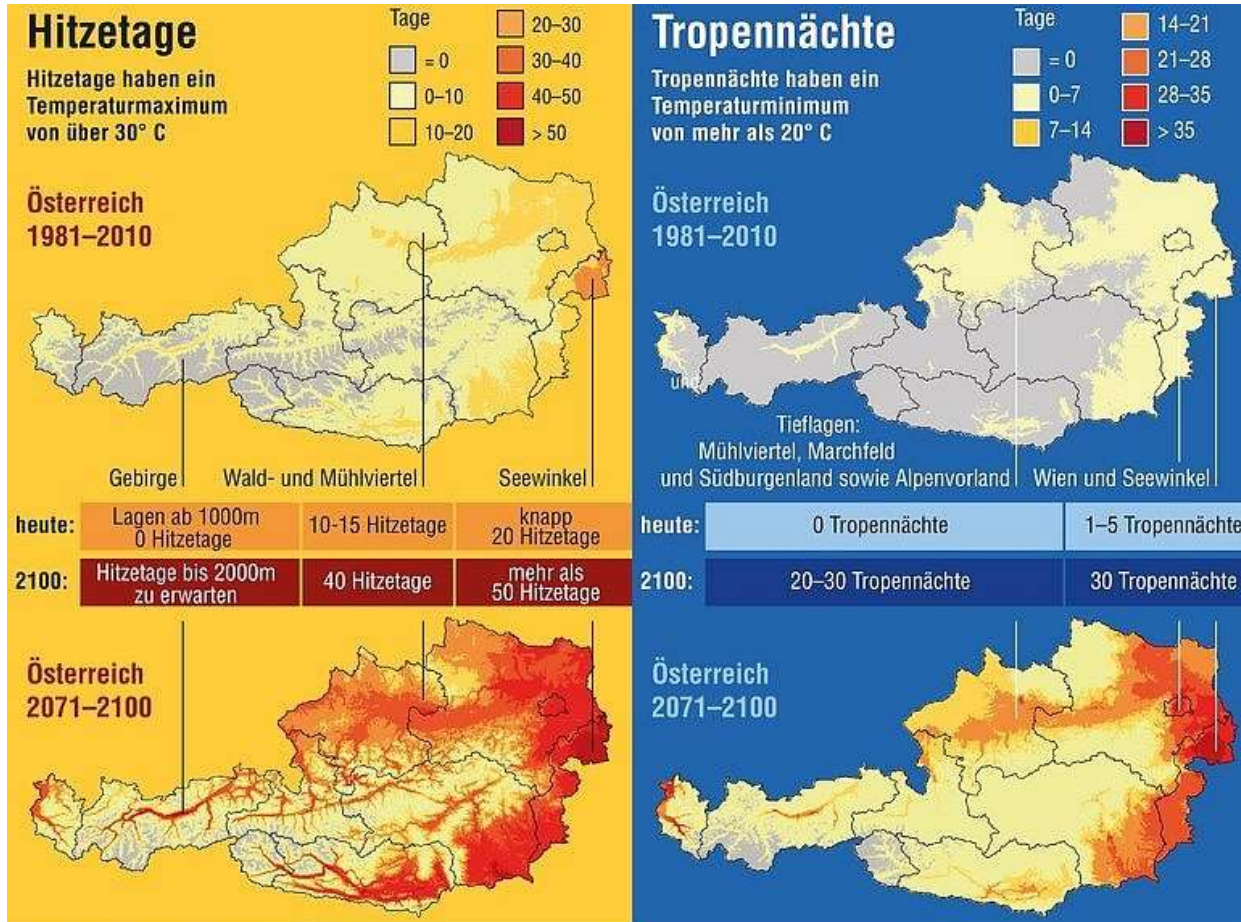 Hitzetage
Hitzetage haben ein
Temperaturmaximum
von über 30° C
Tage
= 0
0–10
10–20
20–30
30–40
40–50
> 50
Österreich
1981–2010
Gebirge
Wald- und Mühlviertel
Seewinkel
heute:
Lagen ab 1000m
0 Hitzetage
10-15 Hitzetage
knapp
20 Hitzetage
2100:
Hitzetage bis 2000m
zu erwarten
40 Hitzetage
mehr als
50 Hitzetage
Österreich
2071–2100
Tropennächte
Tropennächte haben ein
Temperaturminimum
von mehr als 20° C
Tage
= 0
0–7
7–14
14–21
21–28
28–35
> 35
Österreich
1981–2010
und
Tieflagen:
Mühlviertel, Marchfeld
und Südburgenland sowie Alpenvorland
Wien und Seewinkel
heute:
0 Tropennächte
1–5 Tropennächte
2100:
20–30 Tropennächte
30 Tropennächte
Österreich
2071–2100